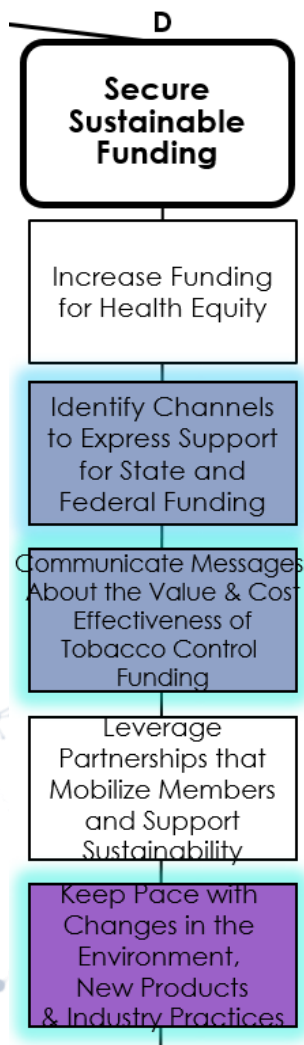 D
Secure
Sustainable
Funding
Increase Funding
for Health Equity
Identify Channels
to Express Support
for State and
Federal Funding
Communicate Messages
About the Value & Cost
Effectiveness of
Tobacco Control
Funding
Leverage
Partnerships that
Mobilize Members
and Support
Sustainability
Keep Pace with
Changes in the
Environment,
New Products
& Industry Practices